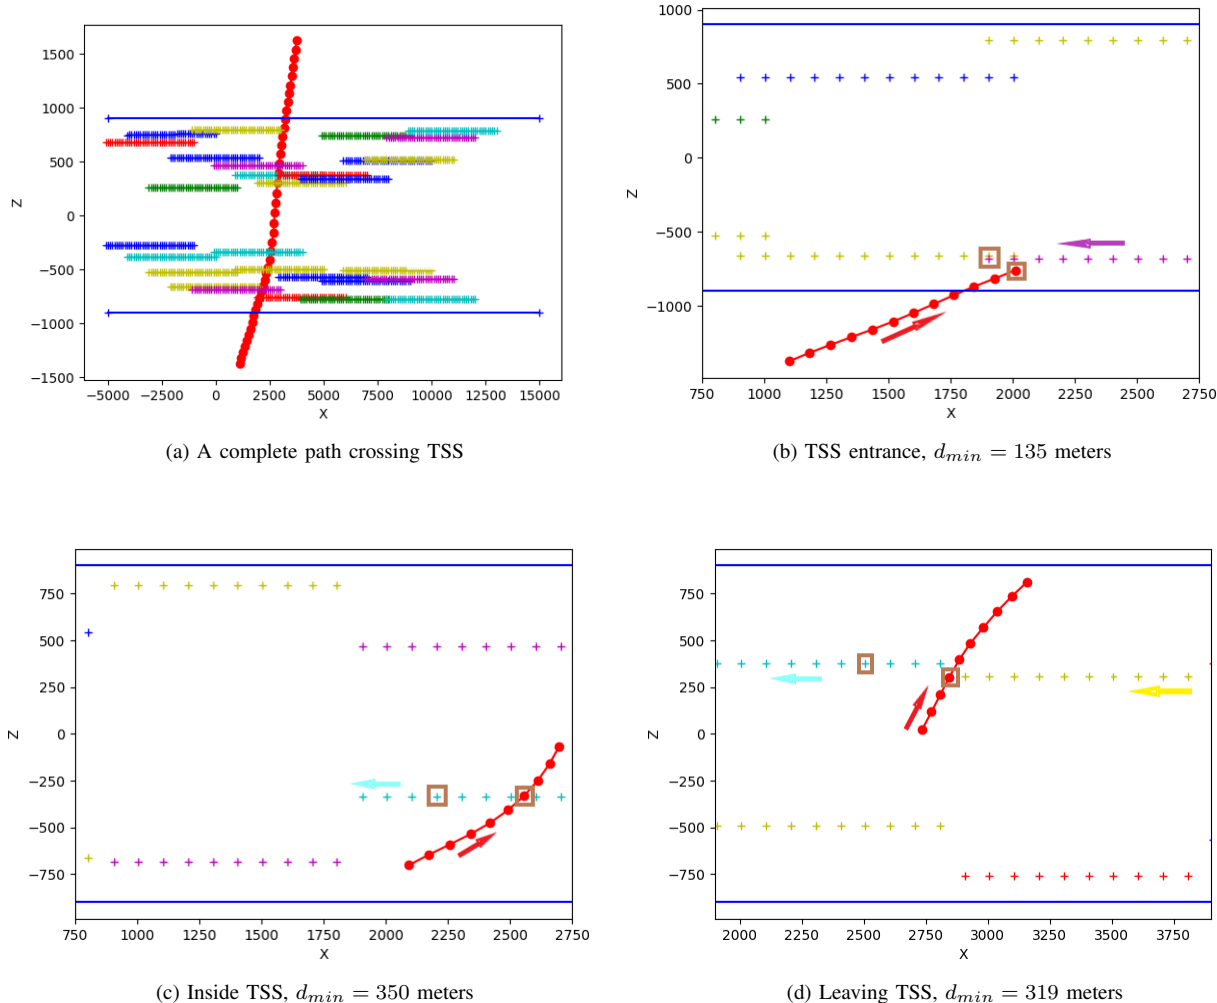 1500
1000
500
0
−500
−1000
−1500
Z
−5000 −2500 0 2500 5000 7500 10000 12500 15000
X
(a) A complete path crossing TSS
1000
500
0
−500
−1000
Z
750 1000 1250 1500 1750 2000 2250 2500 2750
X
(b) TSS entrance, d_min = 135 meters
750
500
250
0
−250
−500
−750
Z
750 1000 1250 1500 1750 2000 2250 2500 2750
X
(c) Inside TSS, d_min = 350 meters
750
500
250
0
−250
−500
−750
Z
2000 2250 2500 2750 3000 3250 3500 3750
X
(d) Leaving TSS, d_min = 319 meters